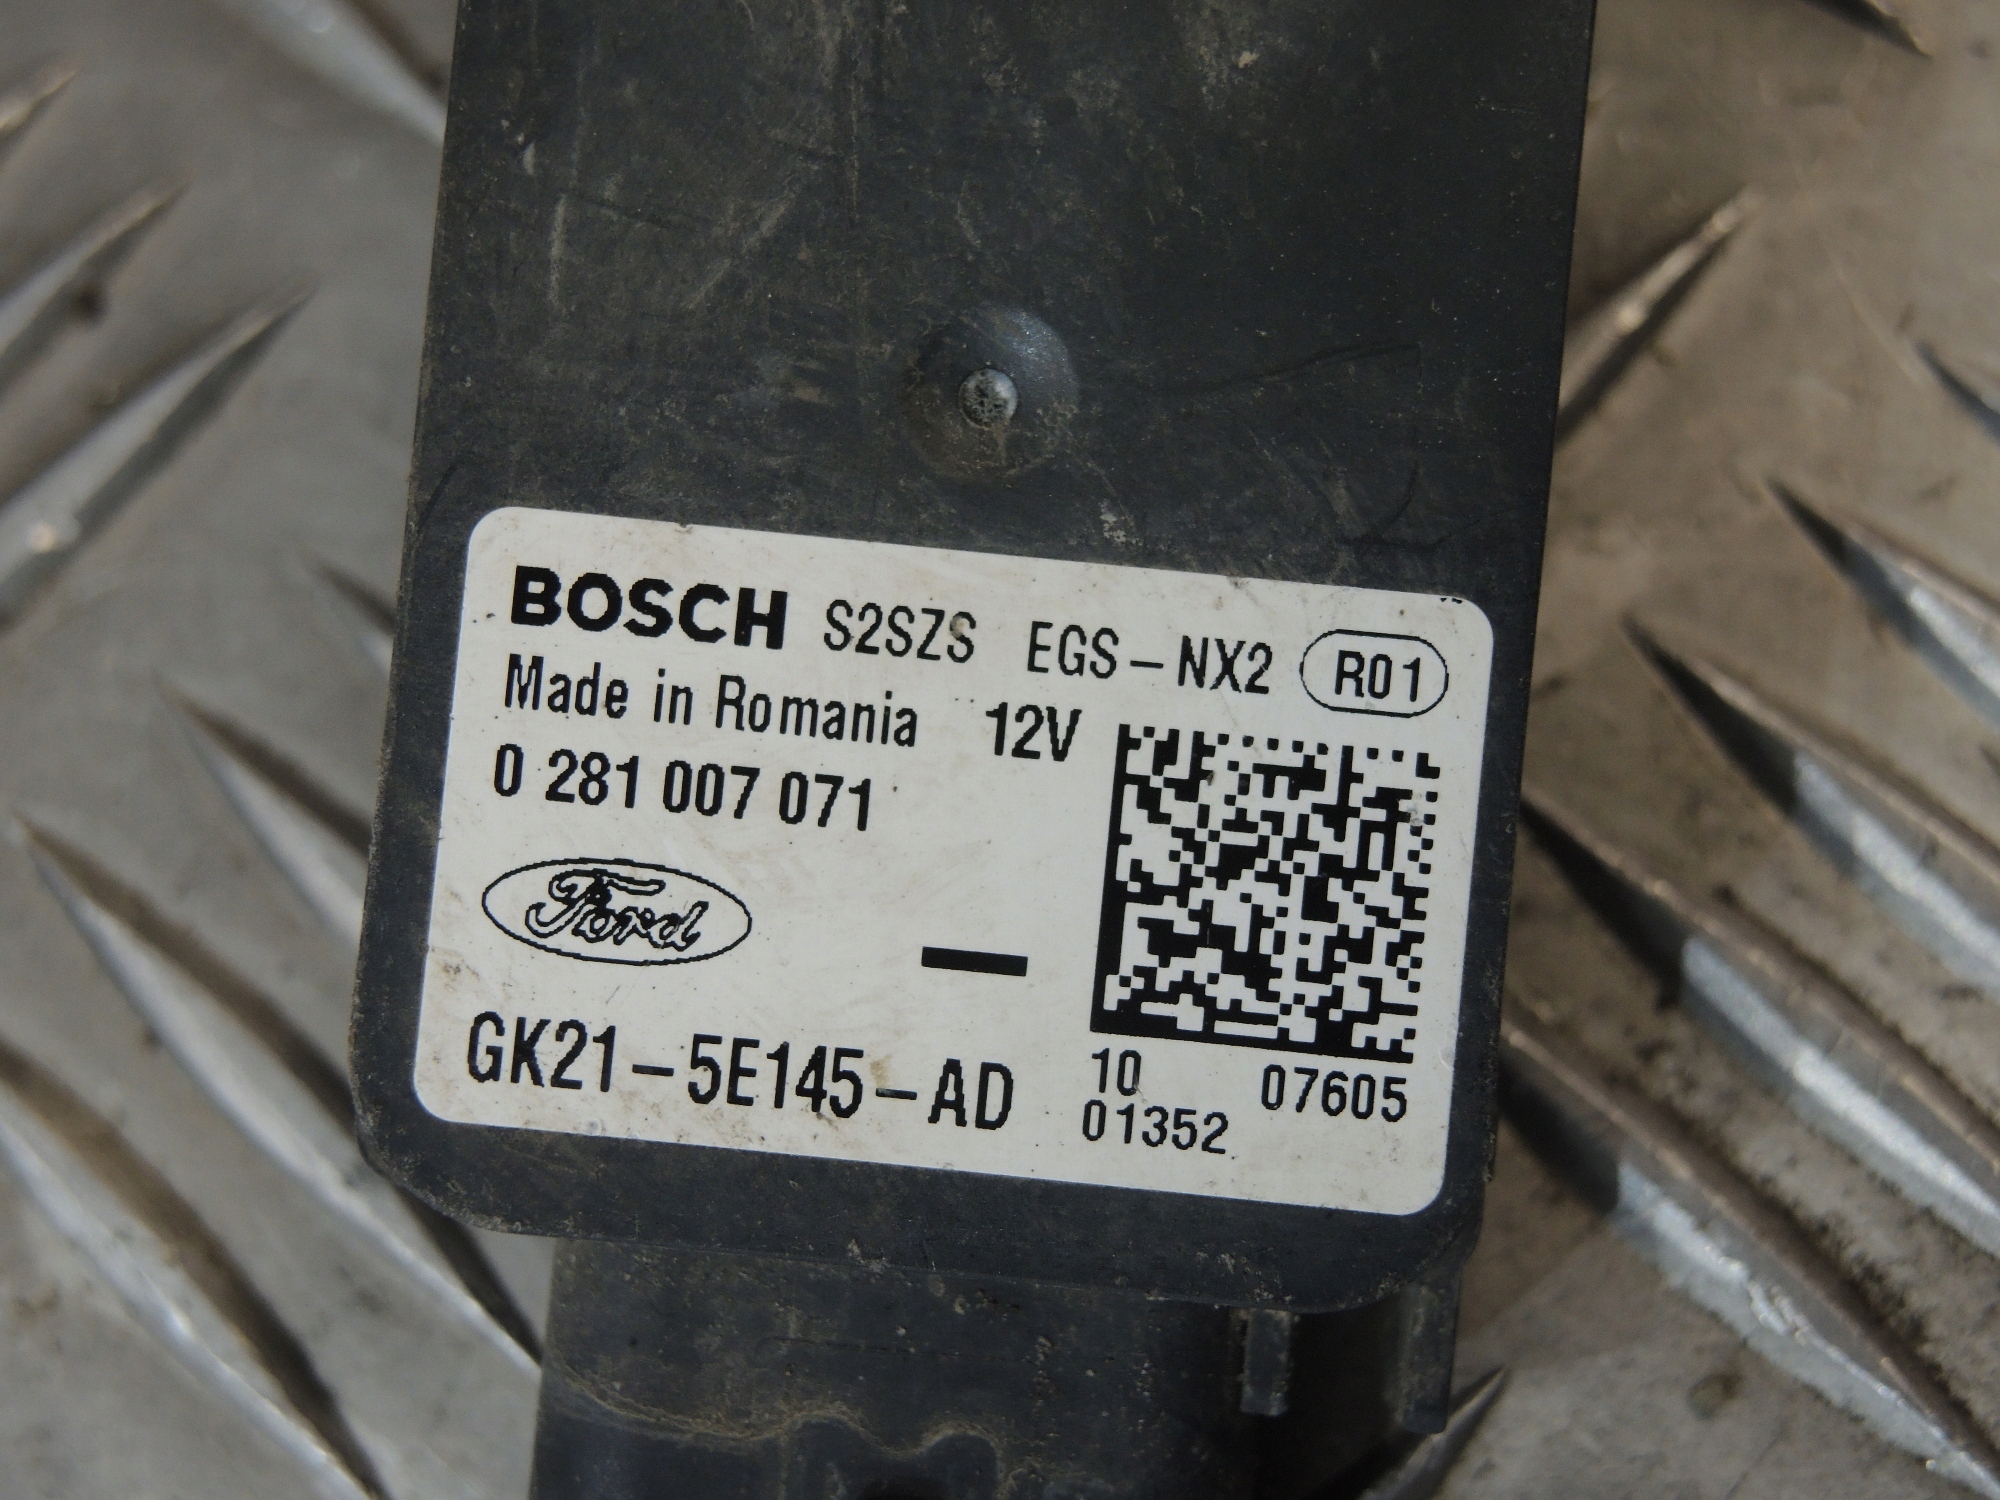 BOSCH S2SZS EGS-NX2 R01
Made in Romania 12V
0 281 007 071
Ford
GK21-5E145-AD
10 07605
01352